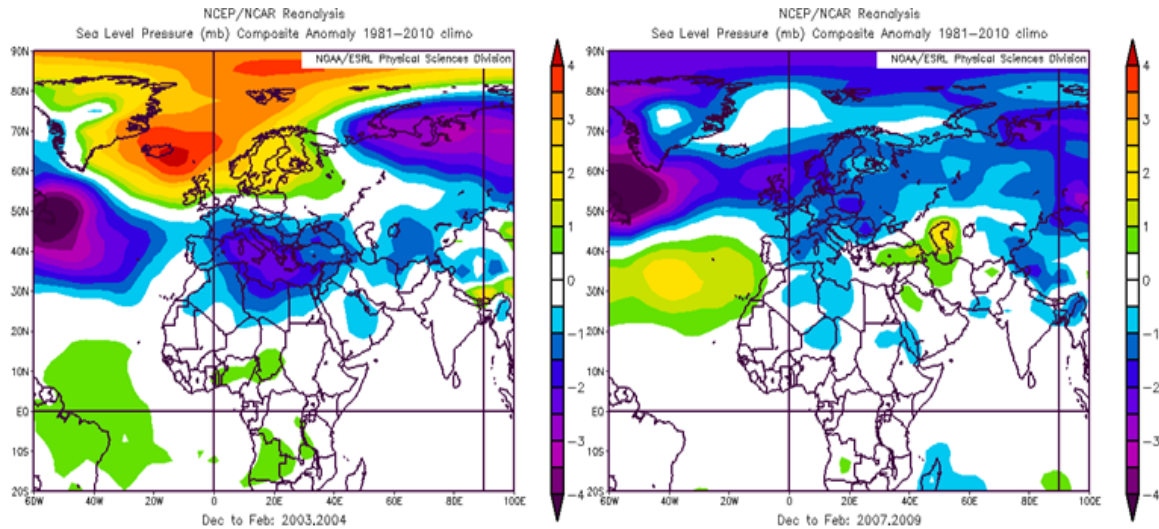 NCEP/NCAR Reanalysis
Sea Level Pressure (mb) Composite Anomaly 1981−2010 climo
NOAA/ESRL Physical Sciences Division
90N
80N
70N
60N
50N
40N
30N
20N
10N
EQ
10S
20S
60W
40W
20W
0
20E
40E
60E
80E
100E
4
3
2
1
0
−1
−2
−3
−4
Dec to Feb: 2003.2004
NCEP/NCAR Reanalysis
Sea Level Pressure (mb) Composite Anomaly 1981−2010 climo
NOAA/ESRL Physical Sciences Division
90N
80N
70N
60N
50N
40N
30N
20N
10N
EQ
10S
20S
60W
40W
20W
0
20E
40E
60E
80E
100E
4
3
2
1
0
−1
−2
−3
−4
Dec to Feb: 2007.2009